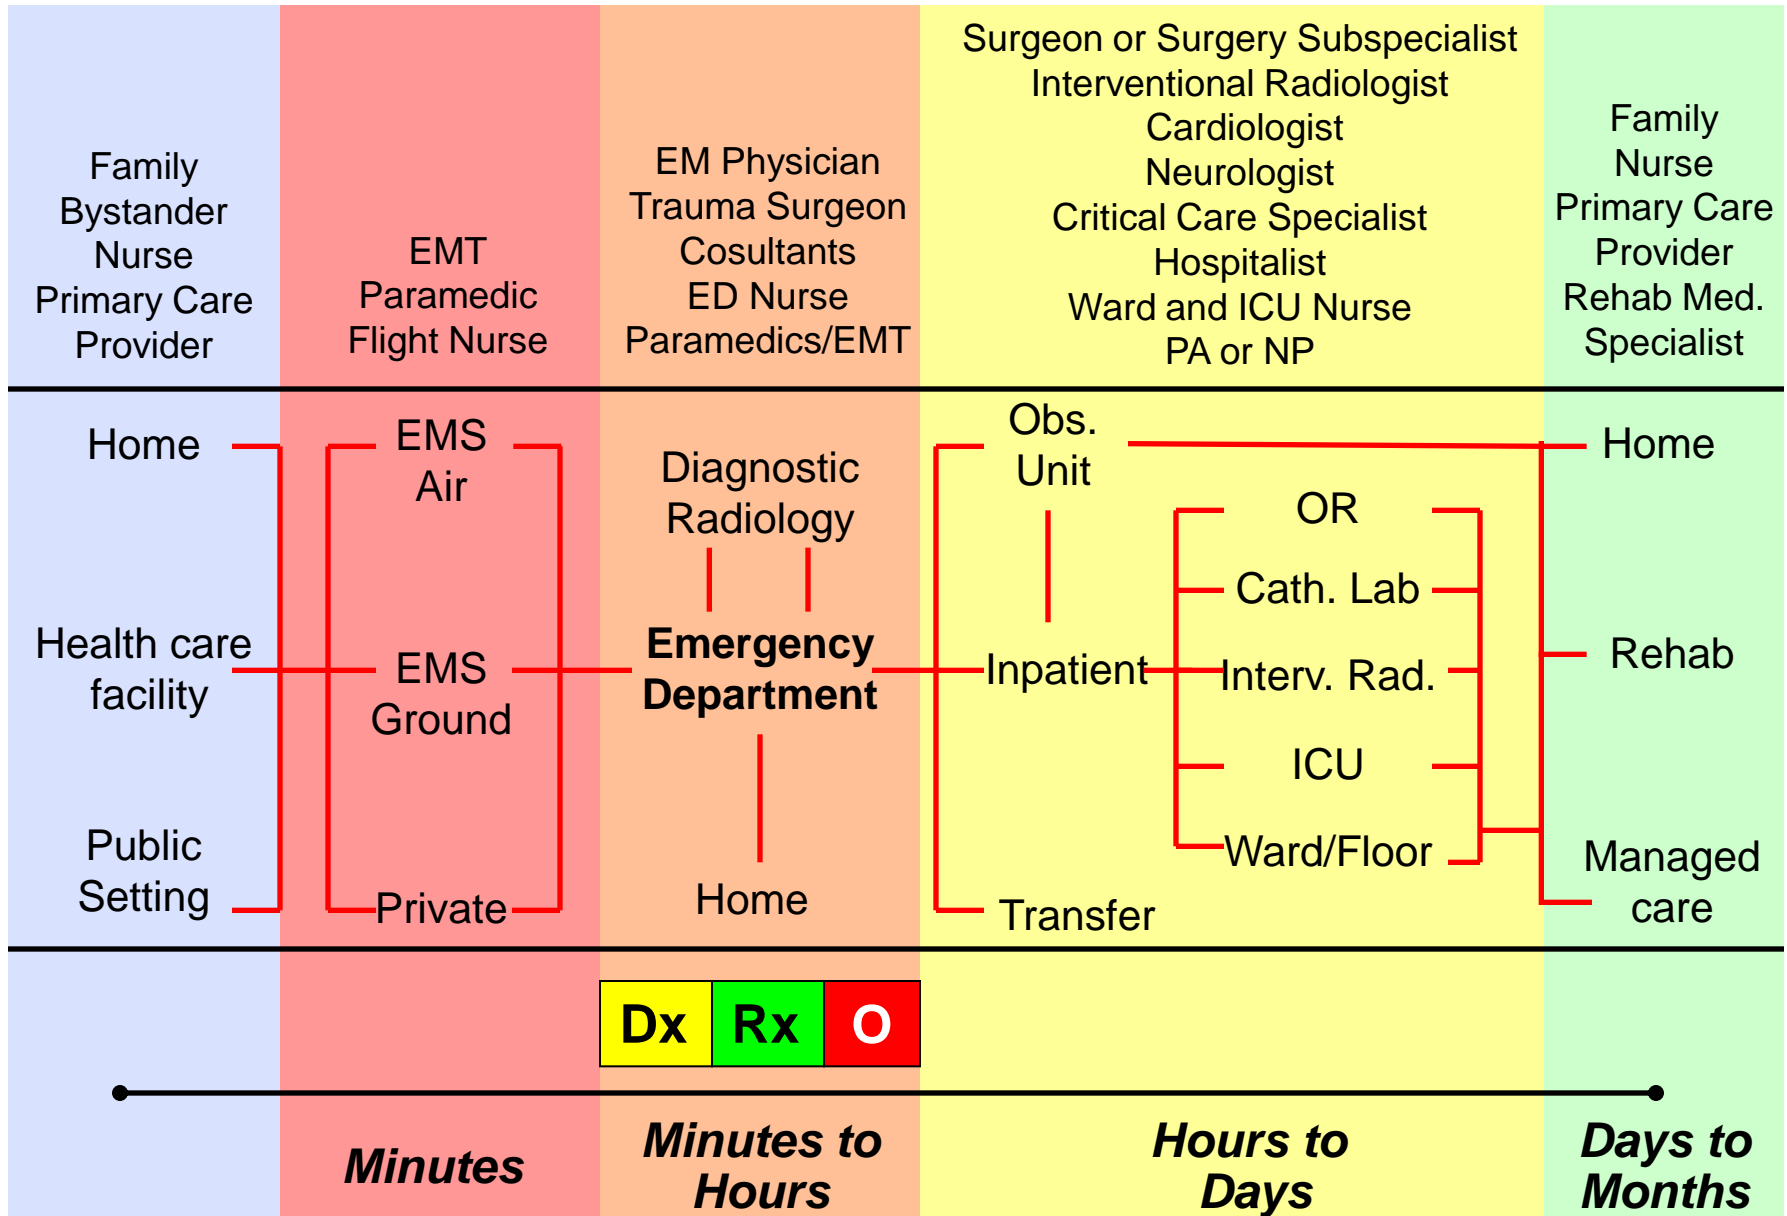 Family
Bystander
Nurse
Primary Care
Provider
EMT
Paramedic
Flight Nurse
EM Physician
Trauma Surgeon
Cosultants
ED Nurse
Paramedics/EMT
Surgeon or Surgery Subspecialist
Interventional Radiologist
Cardiologist
Neurologist
Critical Care Specialist
Hospitalist
Ward and ICU Nurse
PA or NP
Family
Nurse
Primary Care
Provider
Rehab Med.
Specialist
Home
Health care
facility
Public
Setting
EMS
Air
EMS
Ground
Private
Diagnostic
Radiology
Emergency
Department
Home
Obs.
Unit
Inpatient
Transfer
OR
Cath. Lab
Interv. Rad.
ICU
Ward/Floor
Home
Rehab
Managed
care
Dx Rx O
Minutes
Minutes to
Hours
Hours to
Days
Days to
Months